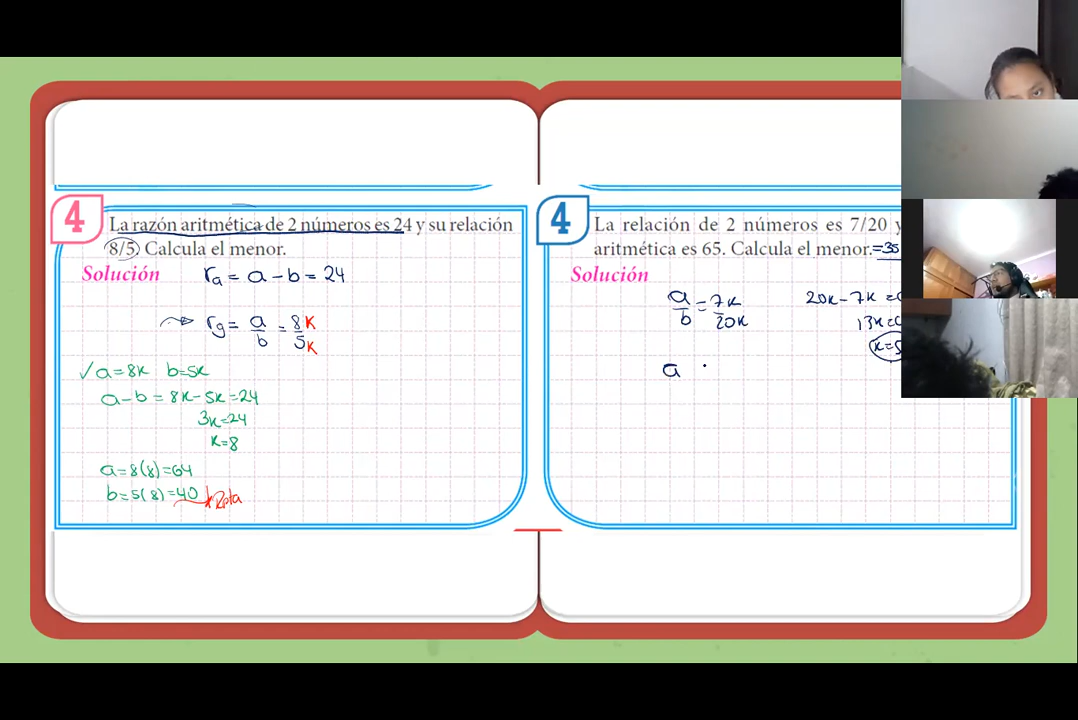 4
La razón aritmética de 2 números es 24 y su relación
8/5. Calcula el menor.
Solución
ra = a - b = 24
rg = a/b = 8K/5K
✓ a = 8k b = 5k
a - b = 8k - 5k = 24
3k = 24
k = 8
a = 8(8) = 64
b = 5(8) = 40 Rpta
4
La relación de 2 números es 7/20 y
aritmética es 65. Calcula el menor. = 35
Solución
a/b = 7k/20k
20k - 7k =
13k =
k = 5
a